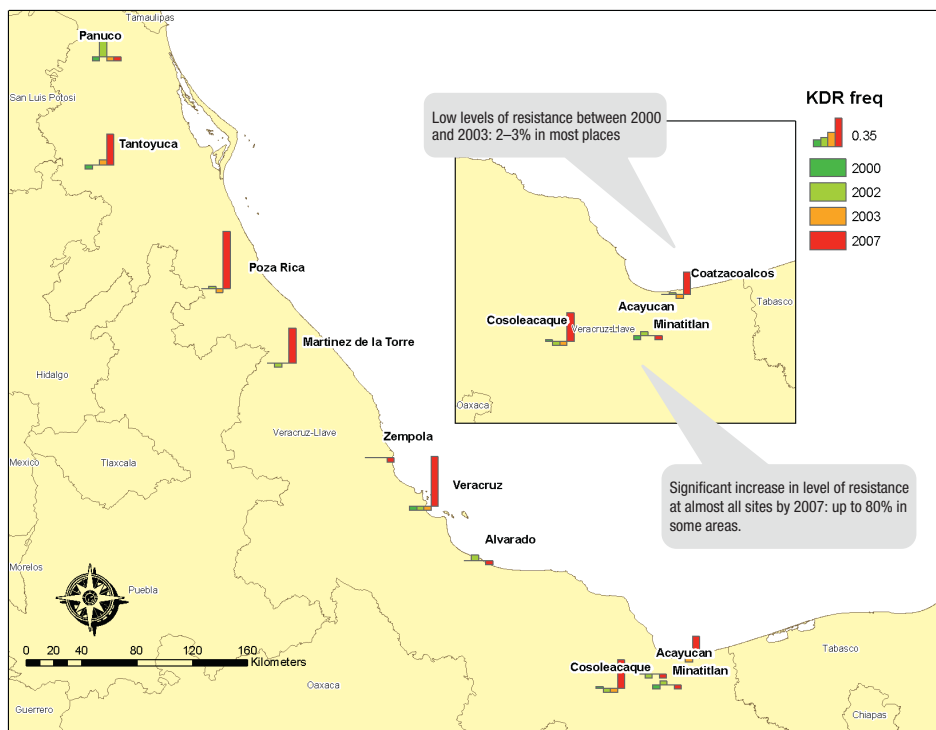 Tamaulipas
Panuco
San Luis Potosi
Tantoyuca
Poza Rica
Martinez de la Torre
Hidalgo
Veracruz-Llave
Zempola
Mexico
Tlaxcala
Veracruz
Alvarado
Morelos
Puebla
0 40 80 120 160
Kilometers
Oaxaca
Guerrero
Cosoleacaque
Acayucan
Minatitlan
Tabasco
Chiapas
Low levels of resistance between 2000
and 2003: 2–3% in most places
Coatzacoalcos
Acayucan
Tabasco
Cosoleacaque
Veracruz-Llave
Minatitlan
Oaxaca
Significant increase in level of resistance
at almost all sites by 2007: up to 80% in
some areas.
KDR freq
0.35
2000
2002
2003
2007